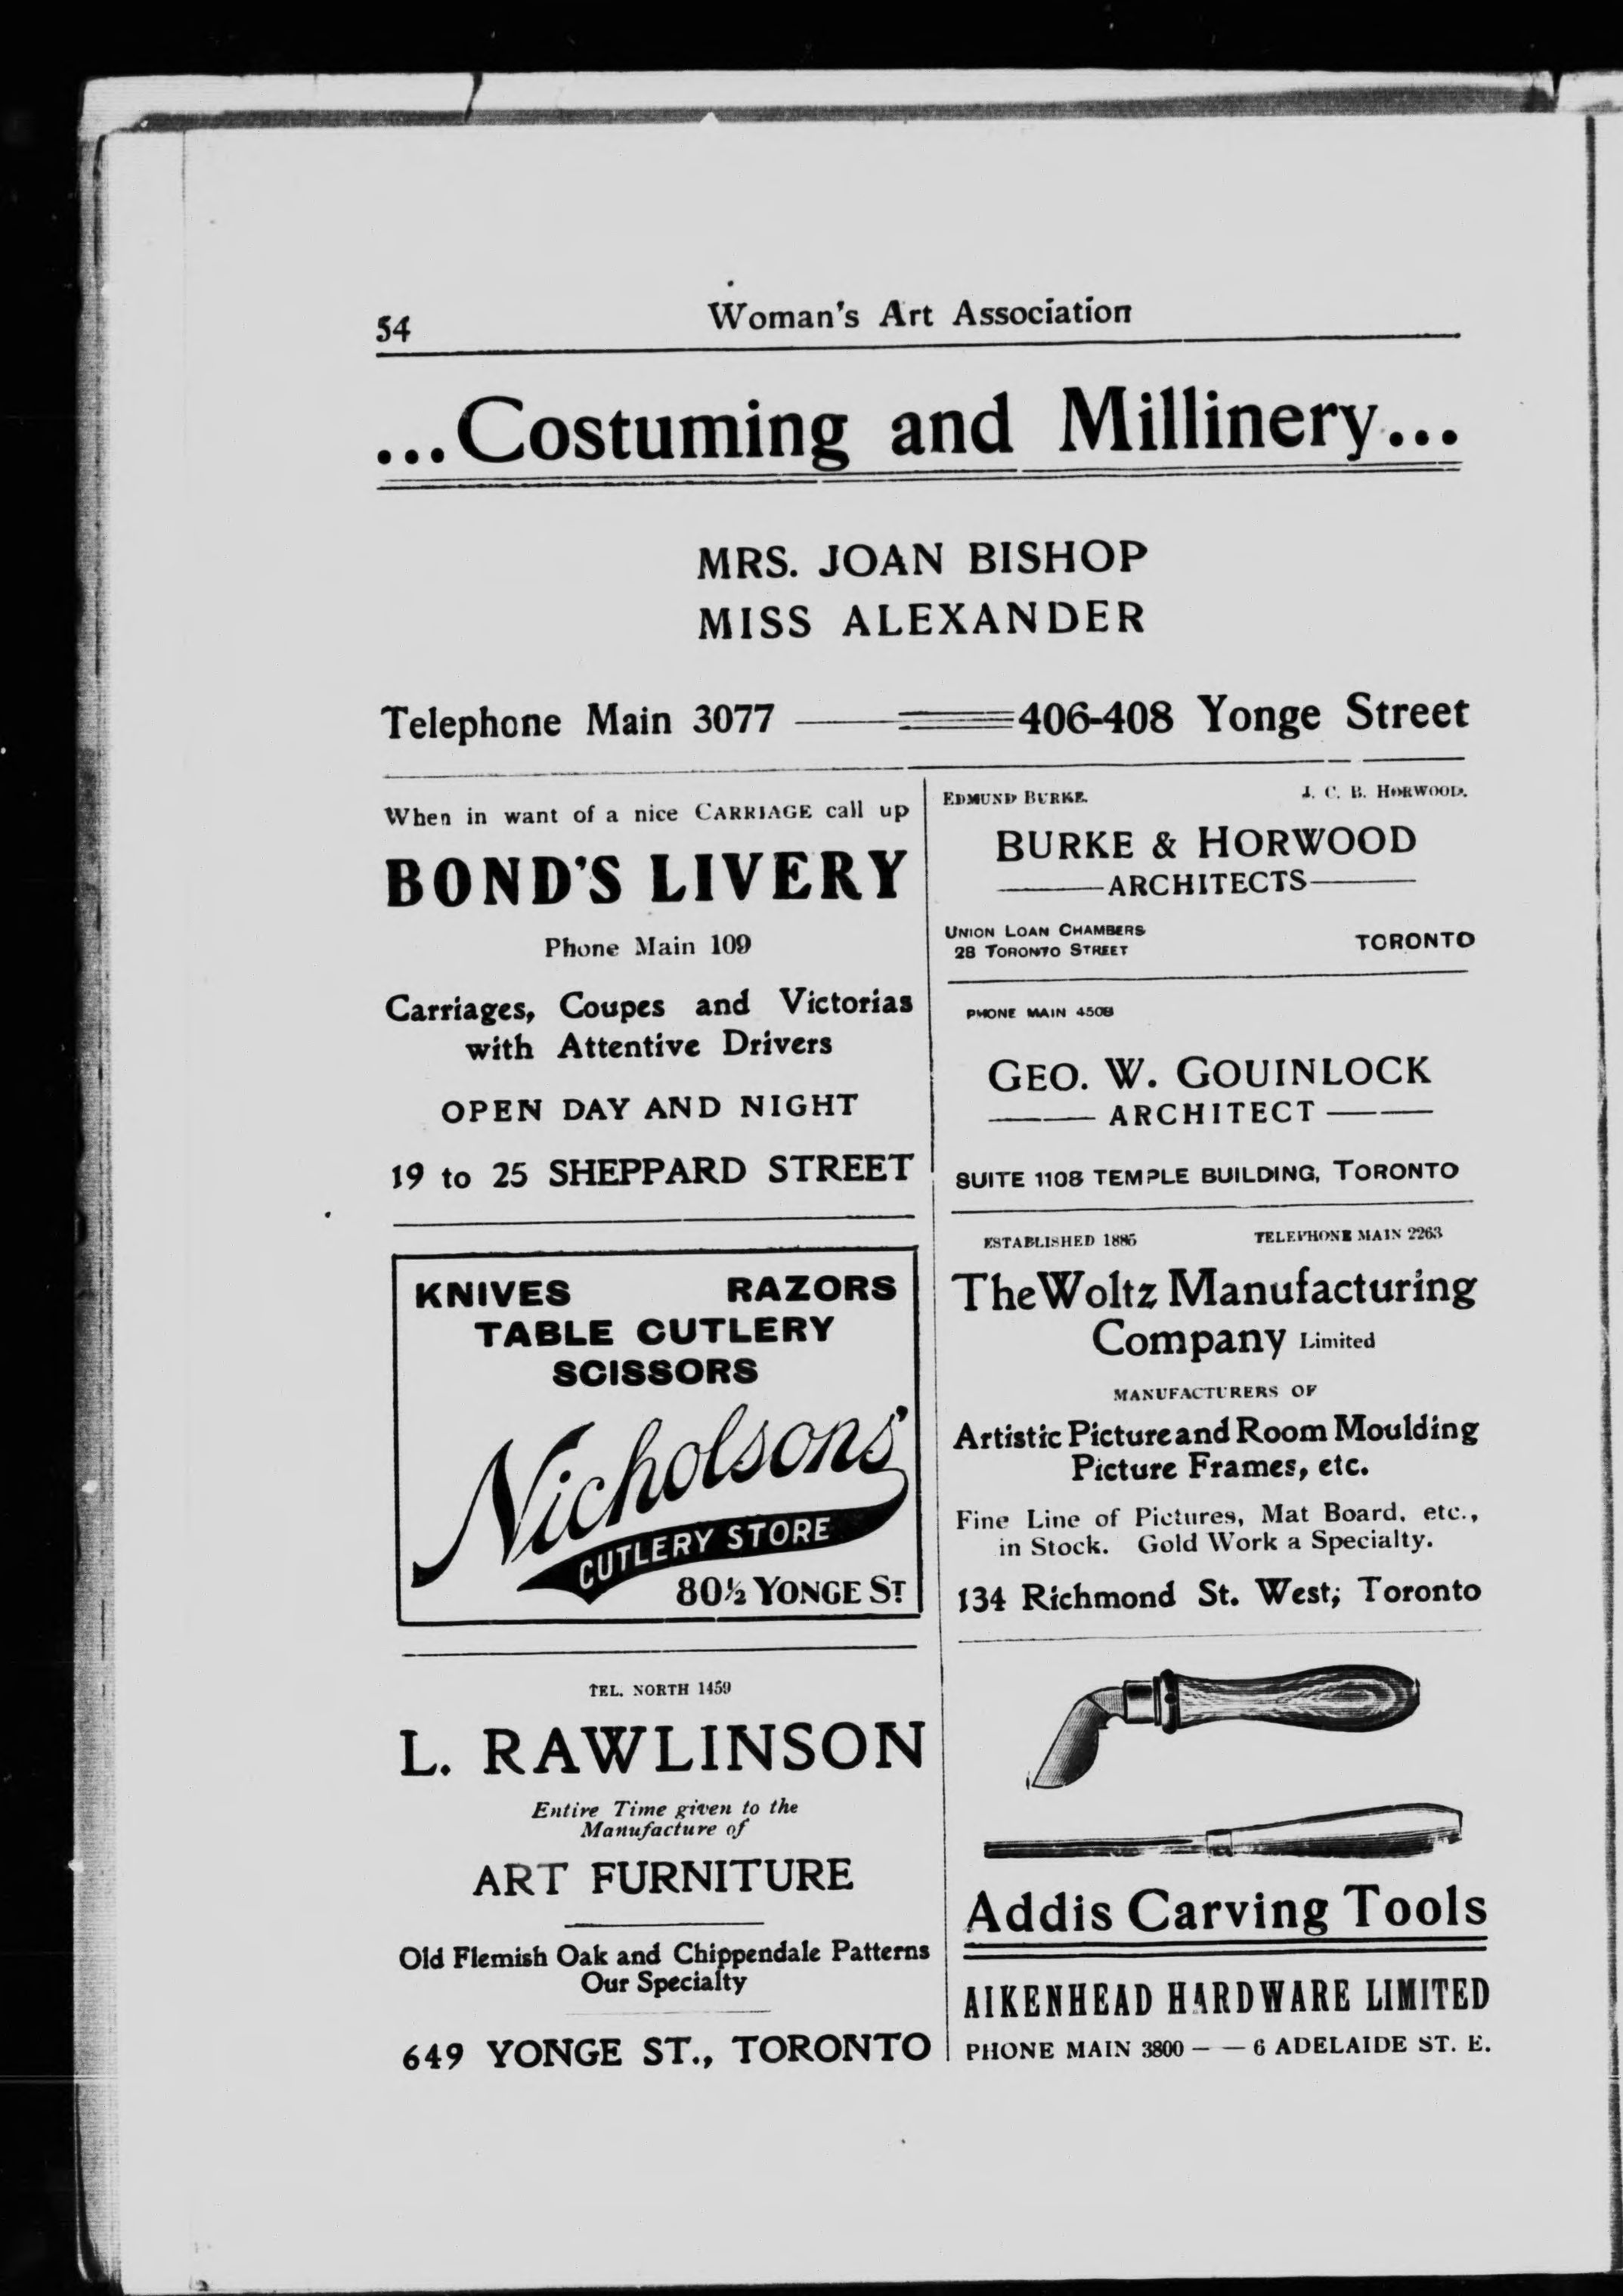 54
Woman's Art Association
...Costuming and Millinery...
MRS. JOAN BISHOP
MISS ALEXANDER
Telephone Main 3077 406-408 Yonge Street
When in want of a nice CARRIAGE call up
BOND'S LIVERY
Phone Main 109
Carriages, Coupes and Victorias
with Attentive Drivers
OPEN DAY AND NIGHT
19 to 25 SHEPPARD STREET
KNIVES RAZORS
TABLE CUTLERY
SCISSORS
Nicholsons'
CUTLERY STORE
80½ YONGE ST
TEL. NORTH 1459
L. RAWLINSON
Entire Time given to the
Manufacture of
ART FURNITURE
Old Flemish Oak and Chippendale Patterns
Our Specialty
649 YONGE ST., TORONTO
EDMUND BURKE. J. C. B. HORWOOD.
BURKE & HORWOOD
ARCHITECTS
UNION LOAN CHAMBERS
28 TORONTO STREET TORONTO
PHONE MAIN 4508
GEO. W. GOUINLOCK
ARCHITECT
SUITE 1108 TEMPLE BUILDING, TORONTO
ESTABLISHED 1885 TELEPHONE MAIN 2263
The Woltz Manufacturing
Company Limited
MANUFACTURERS OF
Artistic Picture and Room Moulding
Picture Frames, etc.
Fine Line of Pictures, Mat Board, etc.,
in Stock. Gold Work a Specialty.
134 Richmond St. West, Toronto
Addis Carving Tools
AIKENHEAD HARDWARE LIMITED
PHONE MAIN 3800 — — 6 ADELAIDE ST. E.